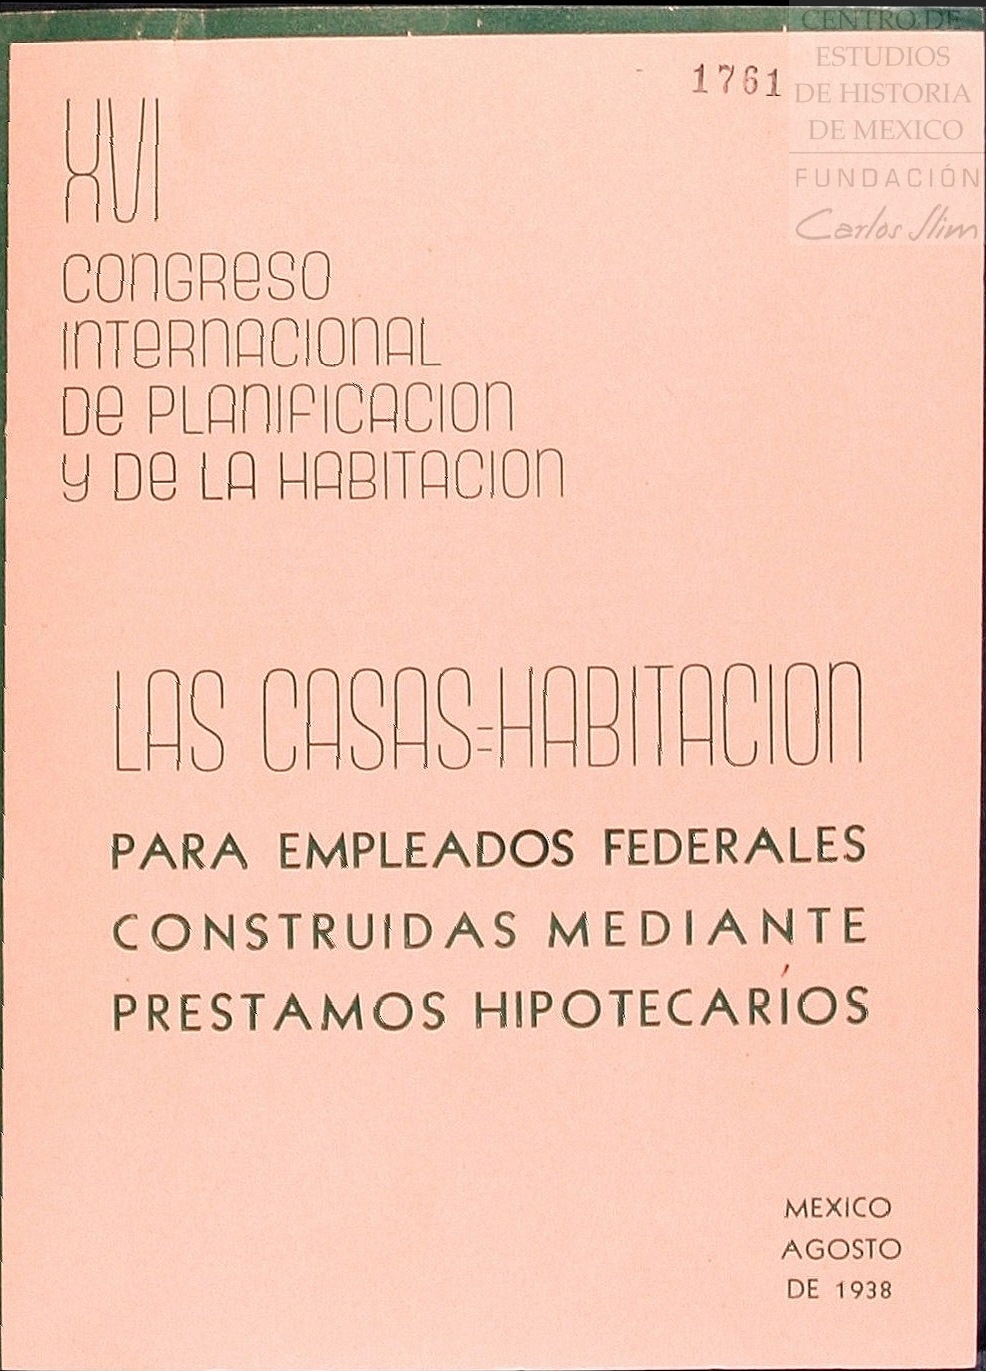 CENTRO DE
ESTUDIOS
DE HISTORIA
DE MEXICO
FUNDACIÓN
Carlos Slim
1761
XVI
CONGRESO
INTERNACIONAL
DE PLANIFICACION
Y DE LA HABITACION
LAS CASAS=HABITACION
PARA EMPLEADOS FEDERALES
CONSTRUIDAS MEDIANTE
PRESTAMOS HIPOTECARÍOS
MEXICO
AGOSTO
DE 1938